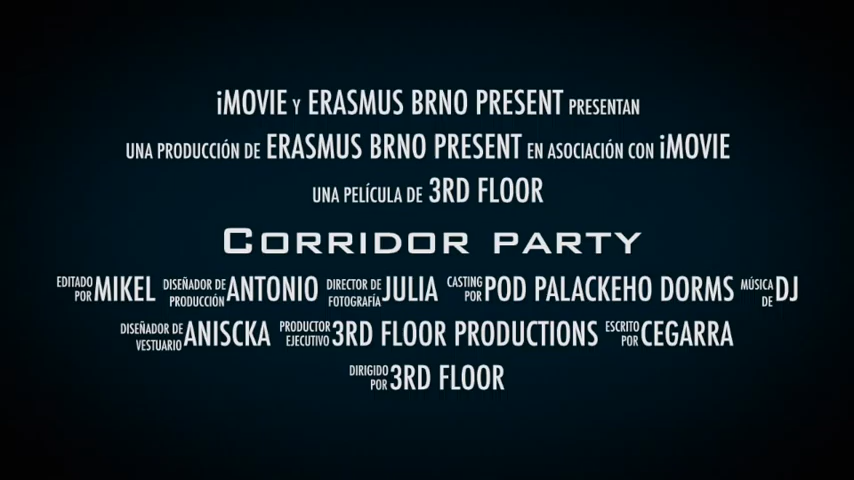 iMOVIE Y ERASMUS BRNO PRESENT PRESENTAN
UNA PRODUCCIÓN DE ERASMUS BRNO PRESENT EN ASOCIACIÓN CON iMOVIE
UNA PELÍCULA DE 3RD FLOOR
CORRIDOR PARTY
EDITADO POR MIKEL DISEÑADOR DE PRODUCCIÓN ANTONIO DIRECTOR DE FOTOGRAFÍA JULIA CASTING POR POD PALACKEHO DORMS MÚSICA DE DJ
DISEÑADOR DE VESTUARIO ANISCKA PRODUCTOR EJECUTIVO 3RD FLOOR PRODUCTIONS ESCRITO POR CEGARRA
DIRIGIDO POR 3RD FLOOR